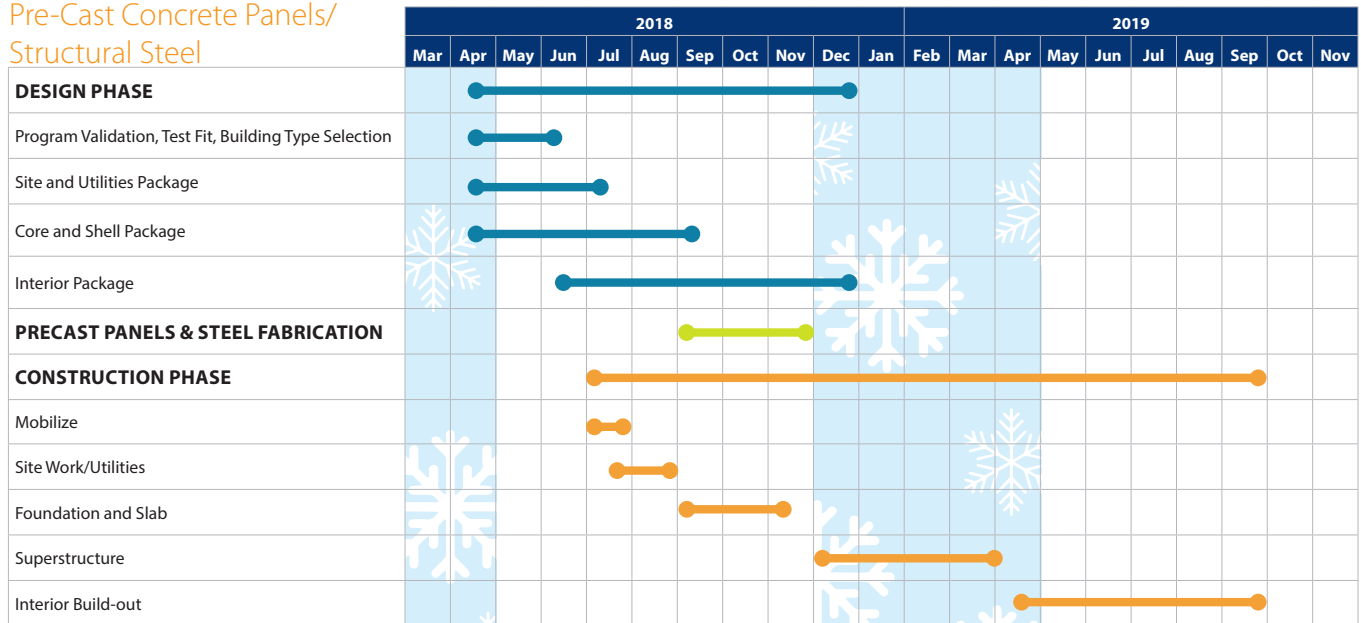 Pre-Cast Concrete Panels/
Structural Steel
2018 2019
Mar Apr May Jun Jul Aug Sep Oct Nov Dec Jan Feb Mar Apr May Jun Jul Aug Sep Oct Nov
DESIGN PHASE
Program Validation, Test Fit, Building Type Selection
Site and Utilities Package
Core and Shell Package
Interior Package
PRECAST PANELS & STEEL FABRICATION
CONSTRUCTION PHASE
Mobilize
Site Work/Utilities
Foundation and Slab
Superstructure
Interior Build-out